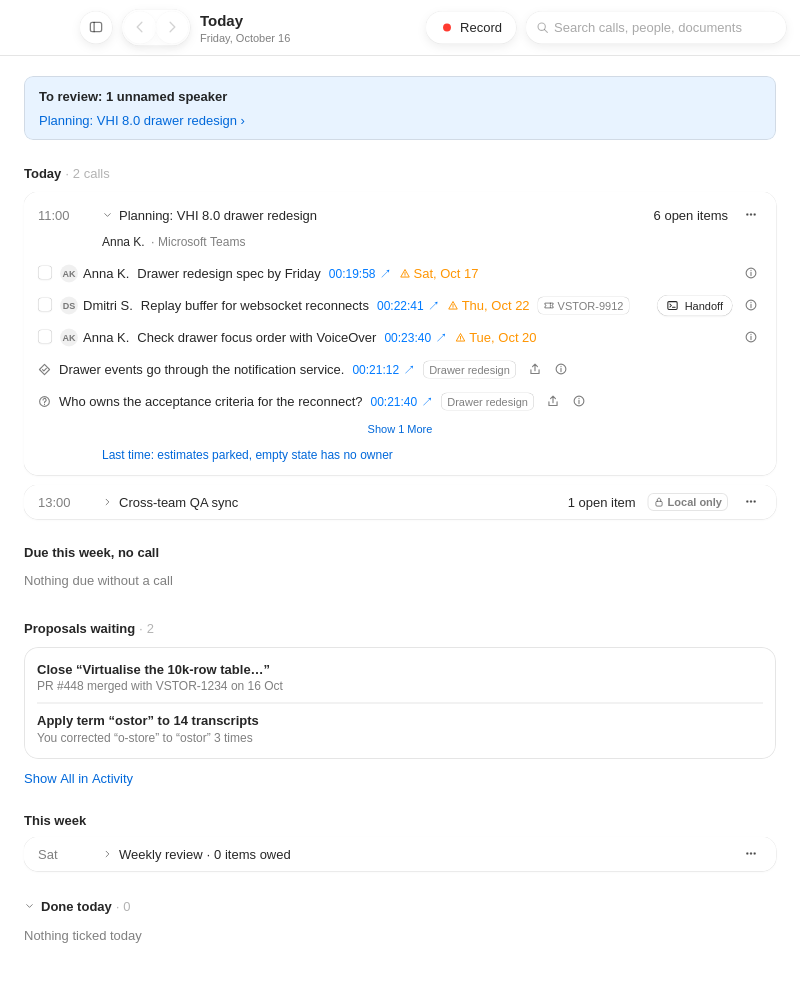 Today
Friday, October 16
Record
Search calls, people, documents
To review: 1 unnamed speaker
Planning: VHI 8.0 drawer redesign ›
Today · 2 calls
11:00 Planning: VHI 8.0 drawer redesign 6 open items
Anna K. · Microsoft Teams
AK Anna K. Drawer redesign spec by Friday 00:19:58 Sat, Oct 17
DS Dmitri S. Replay buffer for websocket reconnects 00:22:41 Thu, Oct 22 VSTOR-9912 Handoff
AK Anna K. Check drawer focus order with VoiceOver 00:23:40 Tue, Oct 20
Drawer events go through the notification service. 00:21:12 Drawer redesign
Who owns the acceptance criteria for the reconnect? 00:21:40 Drawer redesign
Show 1 More
Last time: estimates parked, empty state has no owner
13:00 Cross-team QA sync 1 open item Local only
Due this week, no call
Nothing due without a call
Proposals waiting · 2
Close “Virtualise the 10k-row table…”
PR #448 merged with VSTOR-1234 on 16 Oct
Apply term “ostor” to 14 transcripts
You corrected “o-store” to “ostor” 3 times
Show All in Activity
This week
Sat Weekly review · 0 items owed
Done today · 0
Nothing ticked today